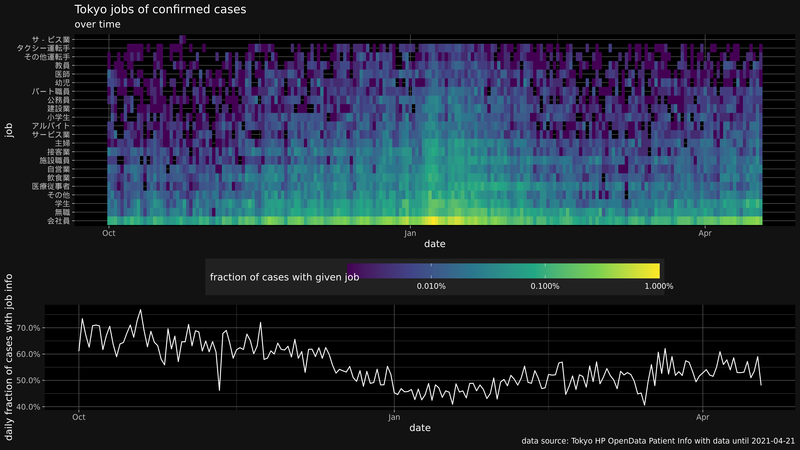 Tokyo jobs of confirmed cases
over time
job
サ - ビス業
タクシー運転手
その他運転手
教員
医師
幼児
パート職員
公務員
建設業
小学生
アルバイト
サービス業
主婦
接客業
施設職員
自営業
飲食業
医療従事者
その他
学生
無職
会社員
Oct Jan Apr
date
fraction of cases with given job
0.010% 0.100% 1.000%
daily fraction of cases with job info
70.0%
60.0%
50.0%
40.0%
Oct Jan Apr
date
data source: Tokyo HP OpenData Patient Info with data until 2021-04-21